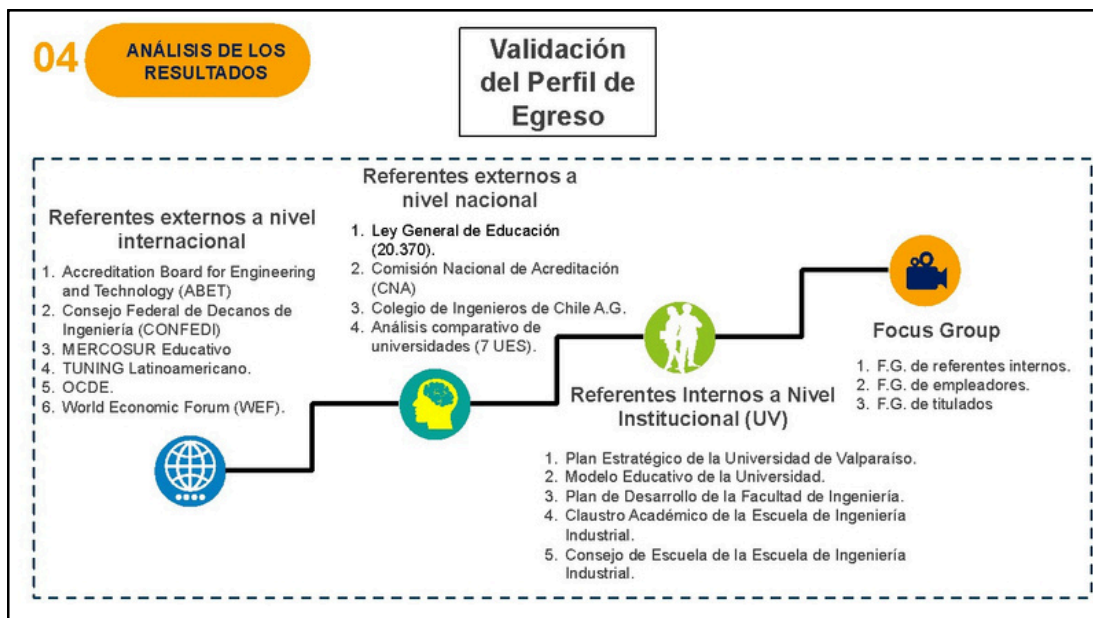 04
ANÁLISIS DE LOS
RESULTADOS
Validación
del Perfil de
Egreso
Referentes externos a nivel
internacional
1. Accreditation Board for Engineering
and Technology (ABET)
2. Consejo Federal de Decanos de
Ingeniería (CONFEDI)
3. MERCOSUR Educativo
4. TUNING Latinoamericano.
5. OCDE.
6. World Economic Forum (WEF).
Referentes externos a
nivel nacional
1. Ley General de Educación
(20.370).
2. Comisión Nacional de Acreditación
(CNA)
3. Colegio de Ingenieros de Chile A.G.
4. Análisis comparativo de
universidades (7 UES).
Referentes Internos a Nivel
Institucional (UV)
1. Plan Estratégico de la Universidad de Valparaíso.
2. Modelo Educativo de la Universidad.
3. Plan de Desarrollo de la Facultad de Ingeniería.
4. Claustro Académico de la Escuela de Ingeniería
Industrial.
5. Consejo de Escuela de la Escuela de Ingeniería
Industrial.
Focus Group
1. F.G. de referentes internos.
2. F.G. de empleadores.
3. F.G. de titulados